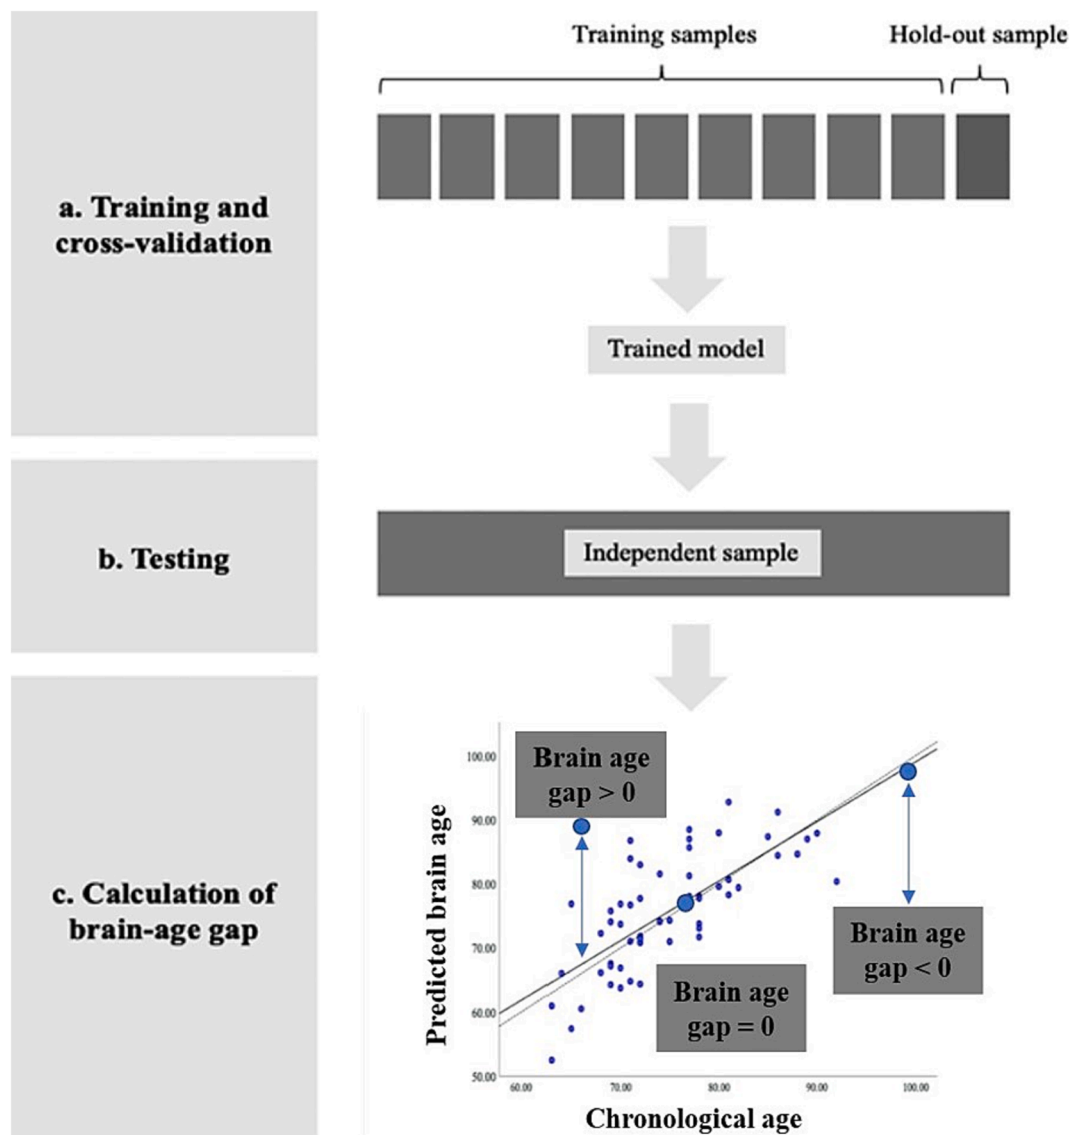 Training samples
Hold-out sample
a. Training and
cross-validation
Trained model
b. Testing
Independent sample
c. Calculation of
brain-age gap
Predicted brain age
100.00
90.00
80.00
70.00
60.00
50.00
Brain age
gap > 0
Brain age
gap < 0
Brain age
gap = 0
60.00
70.00
80.00
90.00
100.00
Chronological age